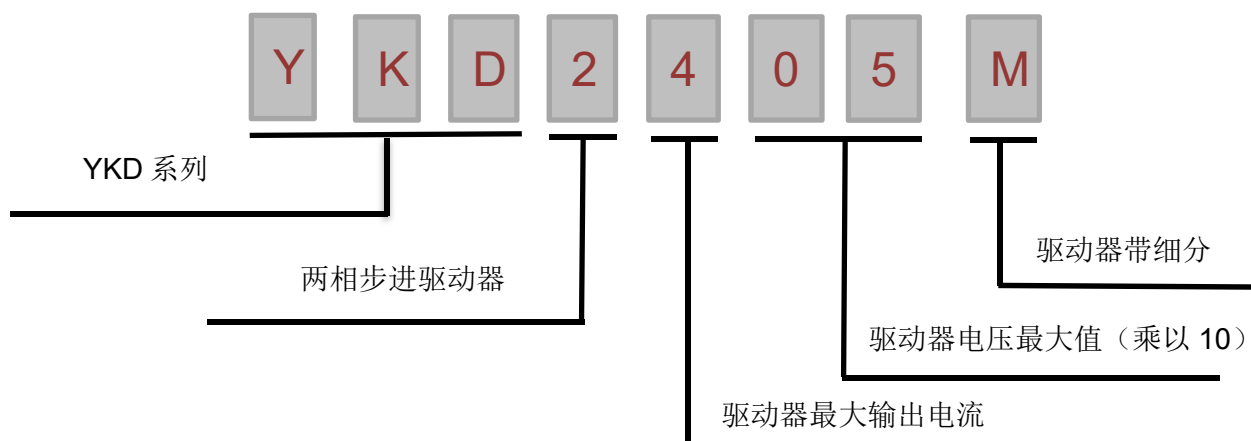 Y K D 2 4 0 5 M
YKD 系列
驱动器带细分
两相步进驱动器
驱动器电压最大值（乘以 10）
驱动器最大输出电流